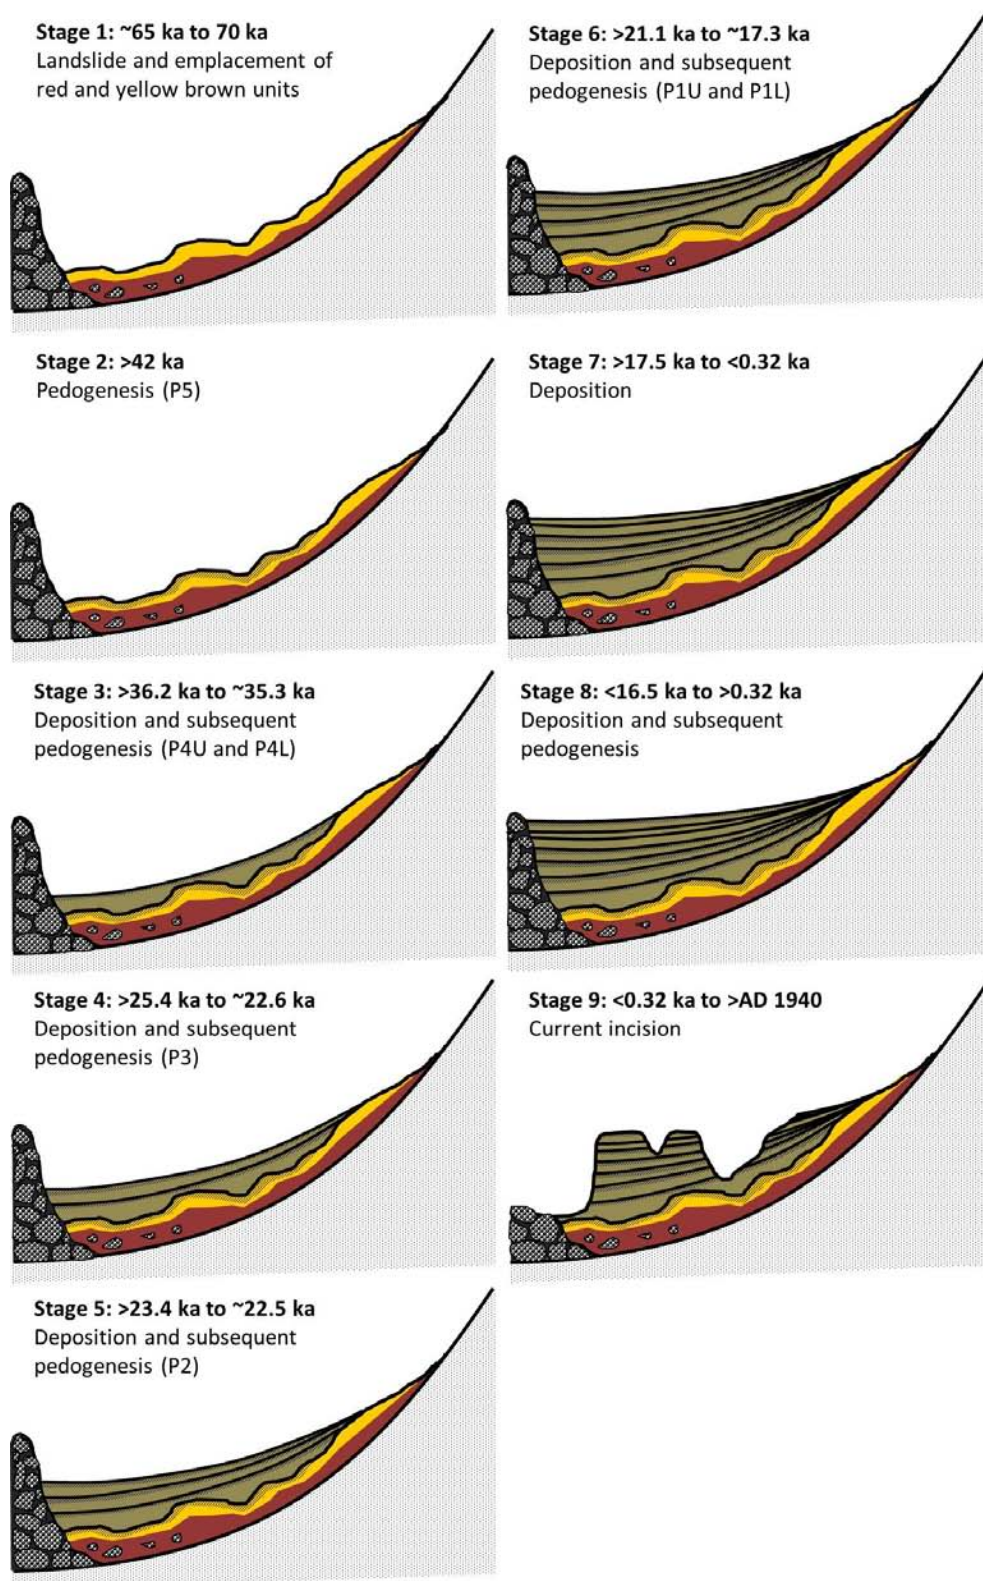 Stage 1: ~65 ka to 70 ka
Landslide and emplacement of
red and yellow brown units
Stage 2: >42 ka
Pedogenesis (P5)
Stage 3: >36.2 ka to ~35.3 ka
Deposition and subsequent
pedogenesis (P4U and P4L)
Stage 4: >25.4 ka to ~22.6 ka
Deposition and subsequent
pedogenesis (P3)
Stage 5: >23.4 ka to ~22.5 ka
Deposition and subsequent
pedogenesis (P2)
Stage 6: >21.1 ka to ~17.3 ka
Deposition and subsequent
pedogenesis (P1U and P1L)
Stage 7: >17.5 ka to <0.32 ka
Deposition
Stage 8: <16.5 ka to >0.32 ka
Deposition and subsequent
pedogenesis
Stage 9: <0.32 ka to >AD 1940
Current incision